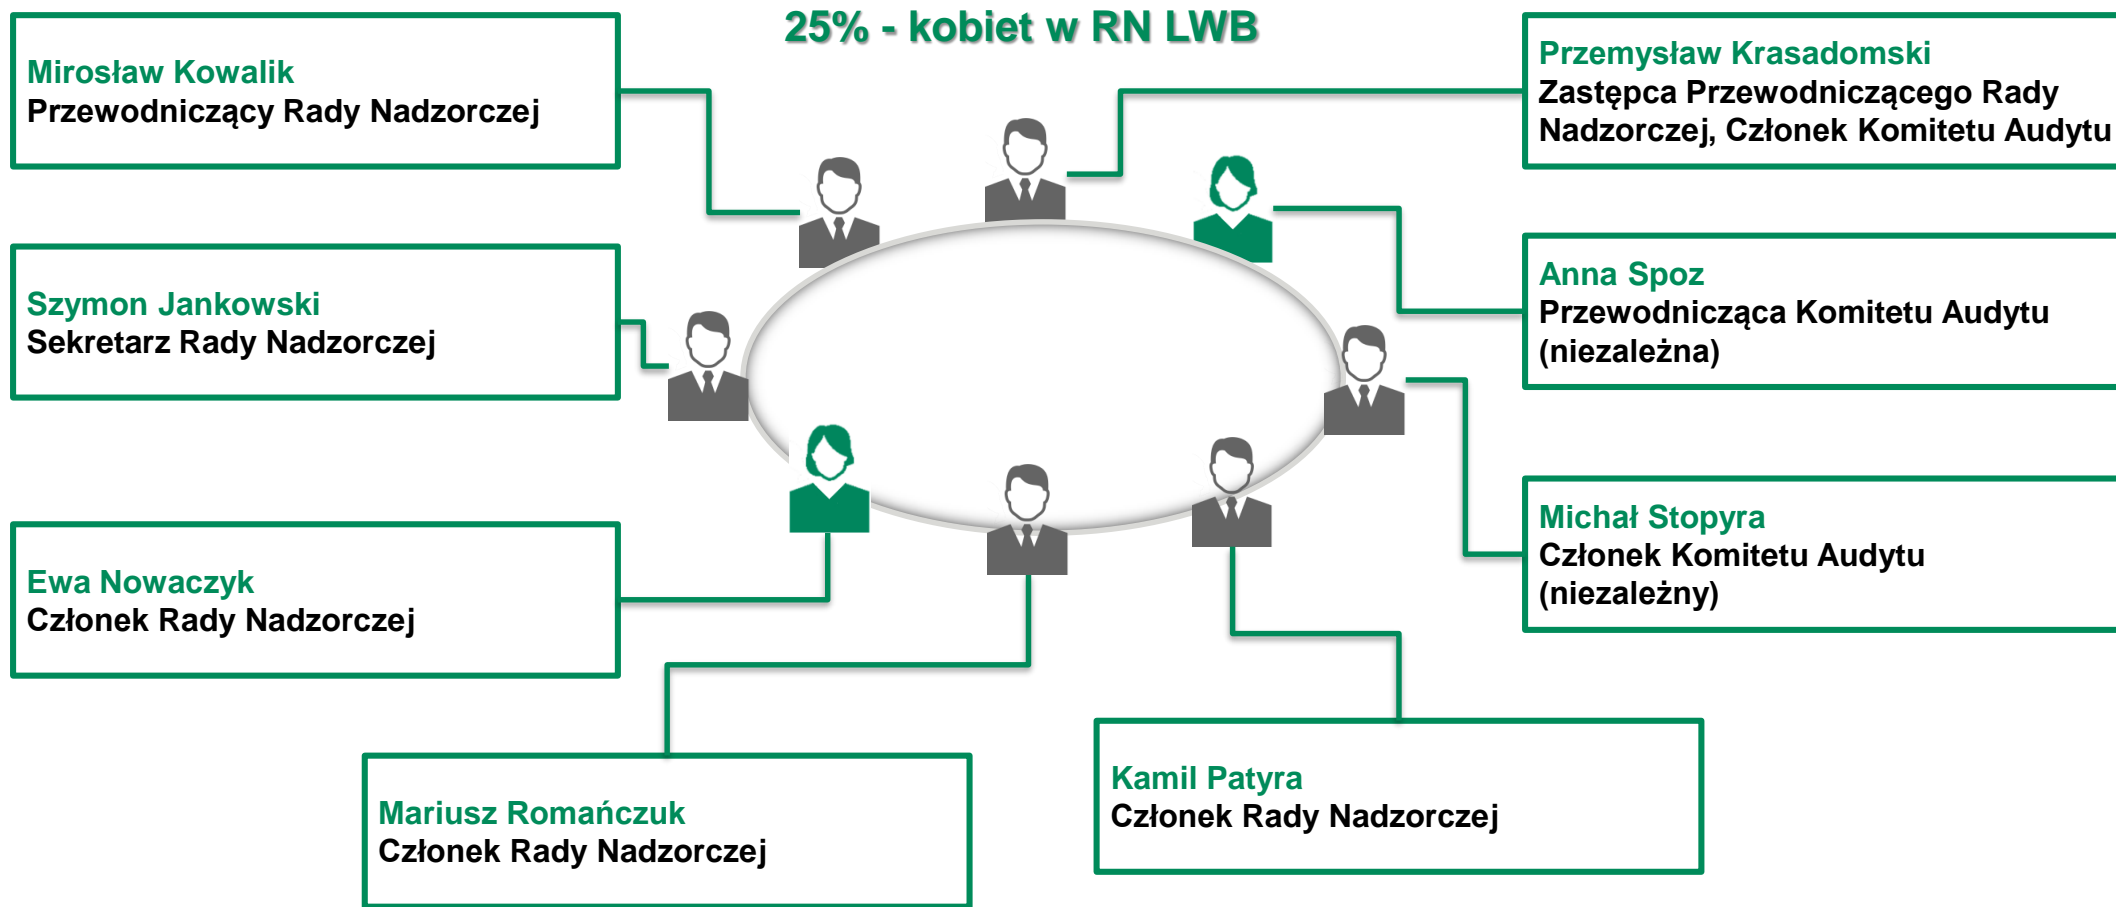 25% - kobiet w RN LWB
Mirosław Kowalik
Przewodniczący Rady Nadzorczej
Przemysław Krasadomski
Zastępca Przewodniczącego Rady
Nadzorczej, Członek Komitetu Audytu
Szymon Jankowski
Sekretarz Rady Nadzorczej
Anna Spoz
Przewodnicząca Komitetu Audytu
(niezależna)
Ewa Nowaczyk
Członek Rady Nadzorczej
Michał Stopyra
Członek Komitetu Audytu
(niezależny)
Mariusz Romańczuk
Członek Rady Nadzorczej
Kamil Patyra
Członek Rady Nadzorczej